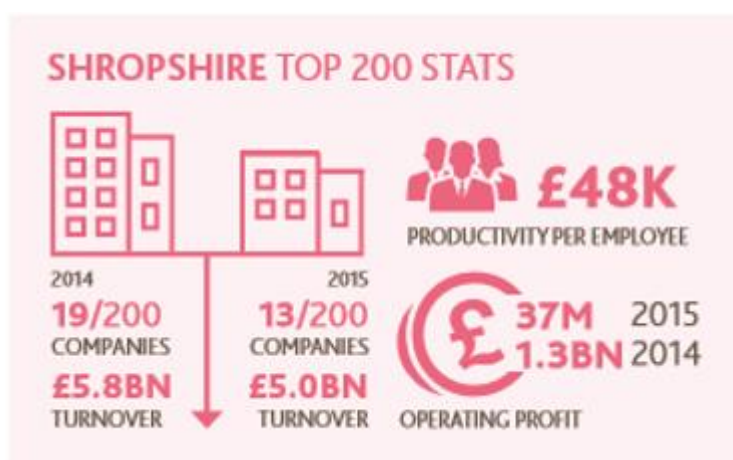 SHROPSHIRE TOP 200 STATS
2014
19/200
COMPANIES
£5.8BN
TURNOVER
2015
13/200
COMPANIES
£5.0BN
TURNOVER
£48K
PRODUCTIVITY PER EMPLOYEE
£ 37M 2015
1.3BN 2014
OPERATING PROFIT